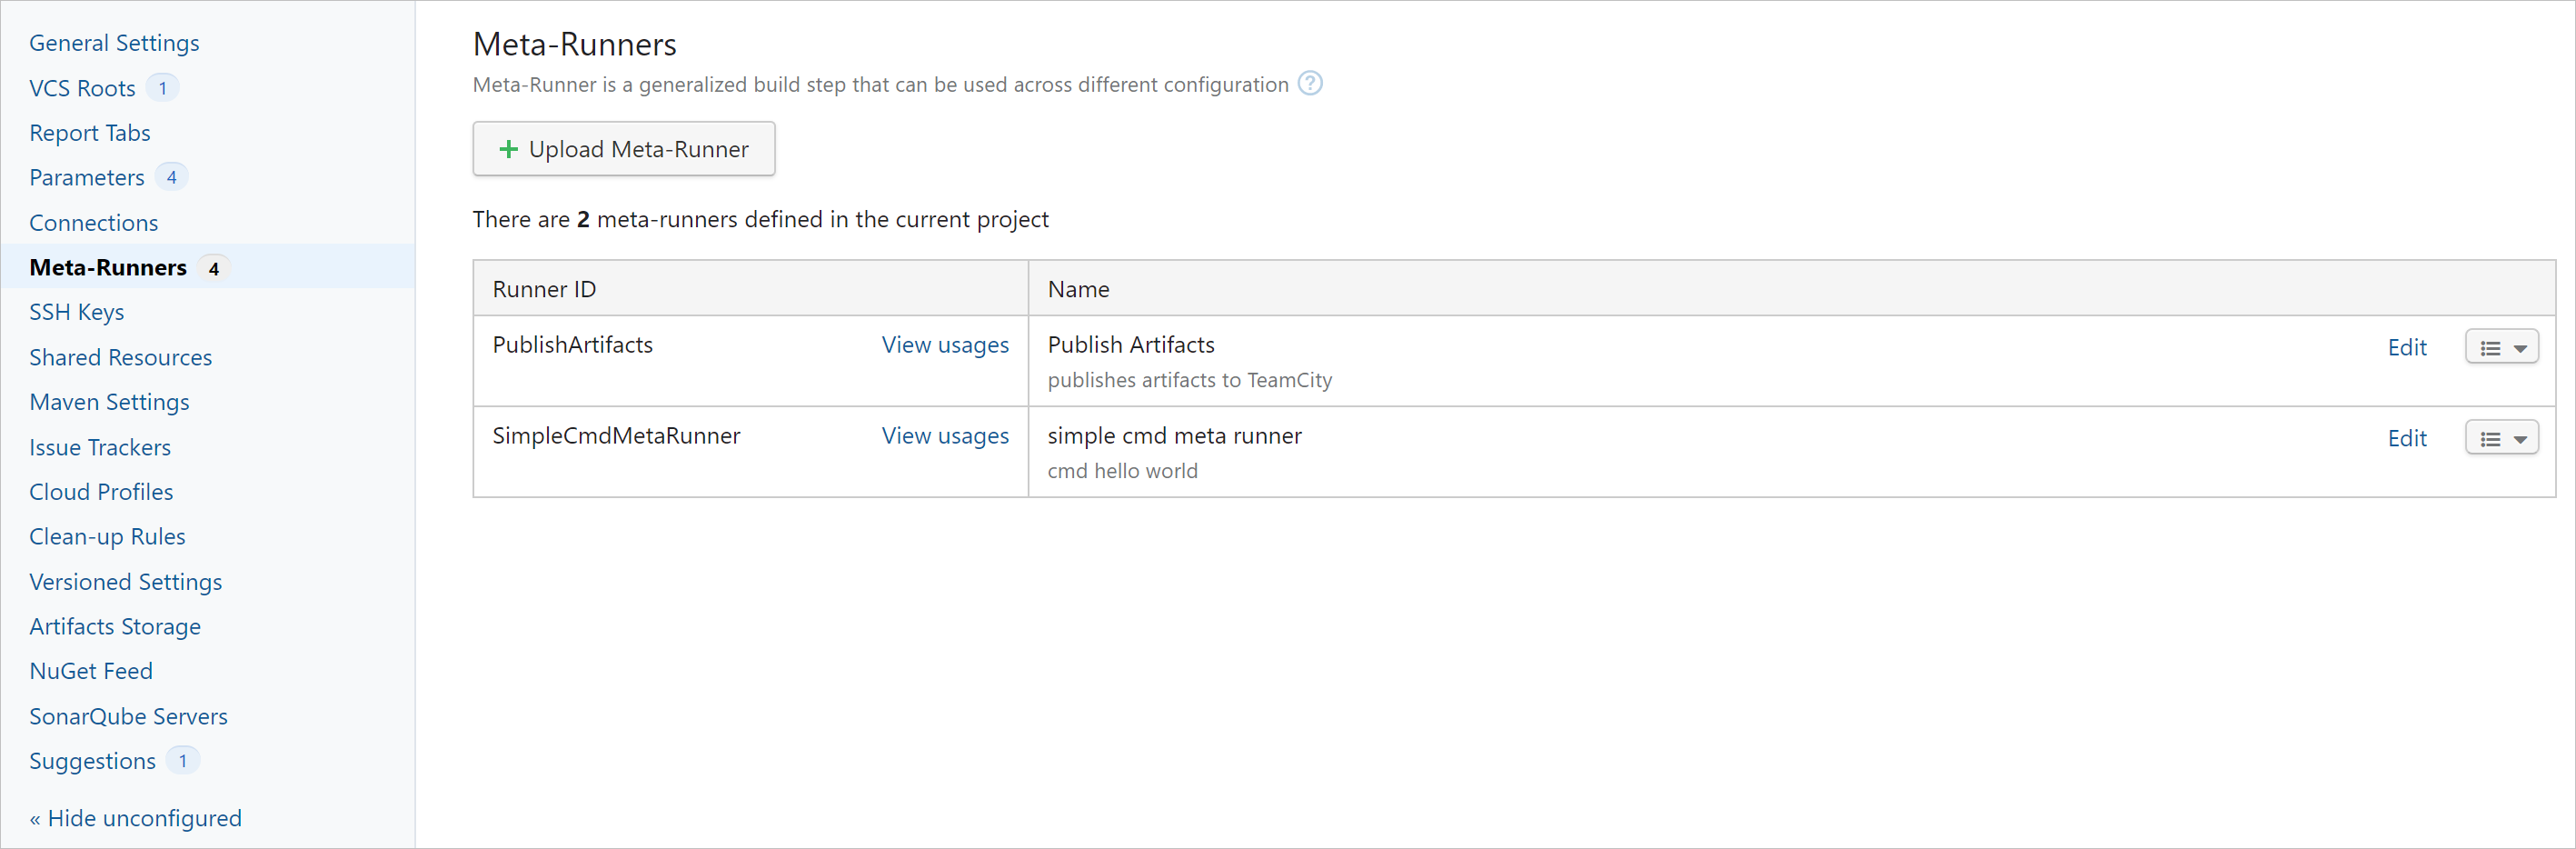 General Settings
VCS Roots 1
Report Tabs
Parameters 4
Connections
Meta-Runners 4
SSH Keys
Shared Resources
Maven Settings
Issue Trackers
Cloud Profiles
Clean-up Rules
Versioned Settings
Artifacts Storage
NuGet Feed
SonarQube Servers
Suggestions 1
« Hide unconfigured
Meta-Runners
Meta-Runner is a generalized build step that can be used across different configuration ?
+ Upload Meta-Runner
There are 2 meta-runners defined in the current project
Runner ID Name
PublishArtifacts View usages Publish Artifacts Edit
publishes artifacts to TeamCity
SimpleCmdMetaRunner View usages simple cmd meta runner Edit
cmd hello world